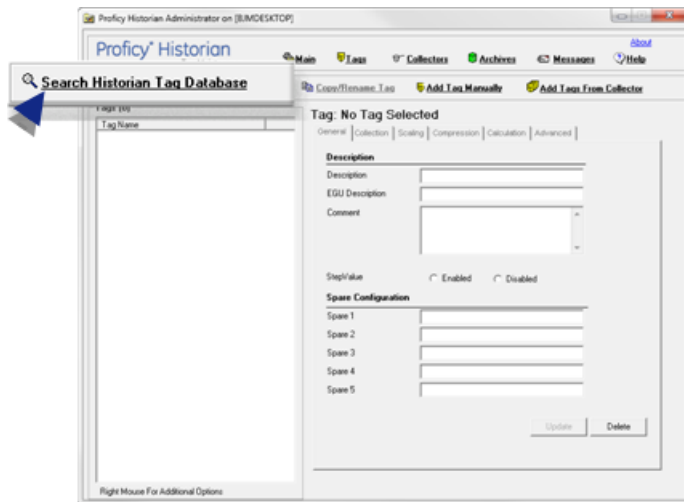 Proficy Historian Administrator on [BJMDESKTOP]
Proficy® Historian
About
Main Tags Collectors Archives Messages Help
Search Historian Tag Database
Copy/Rename Tag Add Tag Manually Add Tags From Collector
Tags (0)
Tag Name
Tag: No Tag Selected
General Collection Scaling Compression Calculation Advanced
Description
Description
EGU Description
Comment
StepValue Enabled Disabled
Spare Configuration
Spare 1
Spare 2
Spare 3
Spare 4
Spare 5
Update Delete
Right Mouse For Additional Options